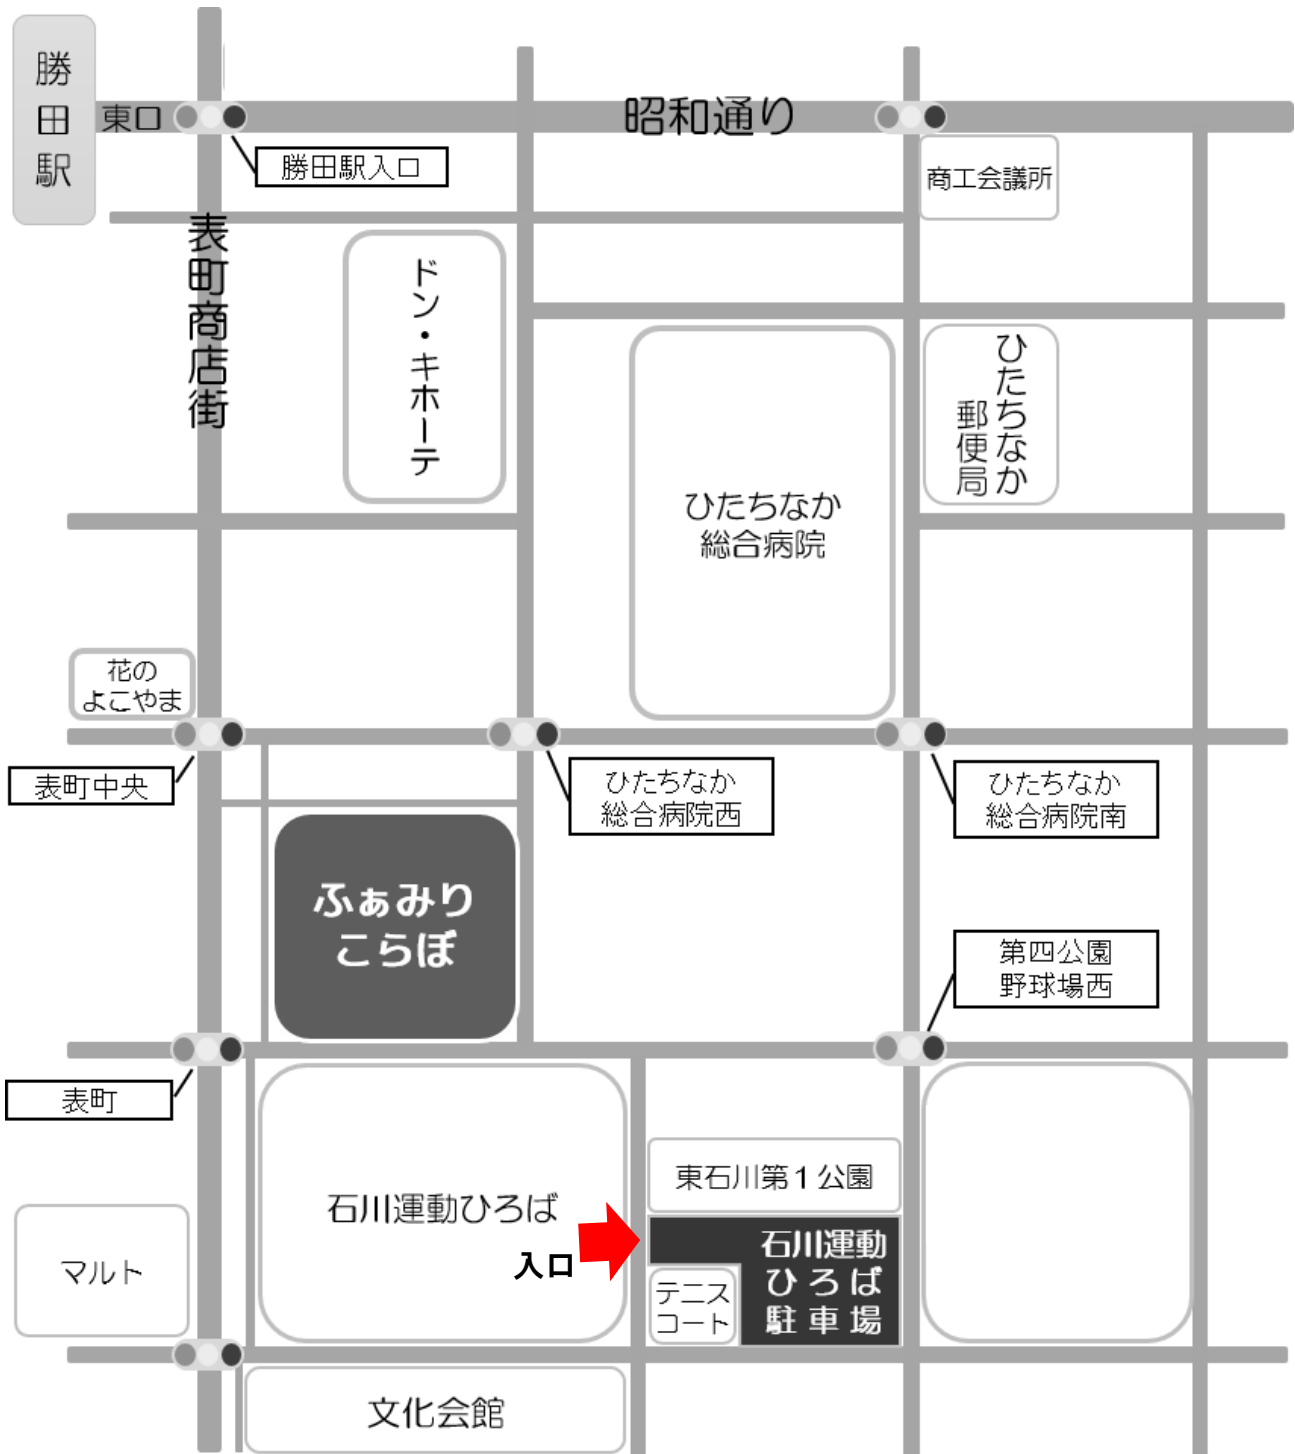 勝田駅
東口
昭和通り
勝田駅入口
商工会議所
表町商店街
ドン・キホーテ
ひたちなか
郵便局
ひたちなか
総合病院
花の
よこやま
表町中央
ひたちなか
総合病院西
ひたちなか
総合病院南
ふぁみり
こらぼ
第四公園
野球場西
表町
東石川第1公園
石川運動ひろば
入口
石川運動
ひろば
駐車場
マルト
テニス
コート
文化会館